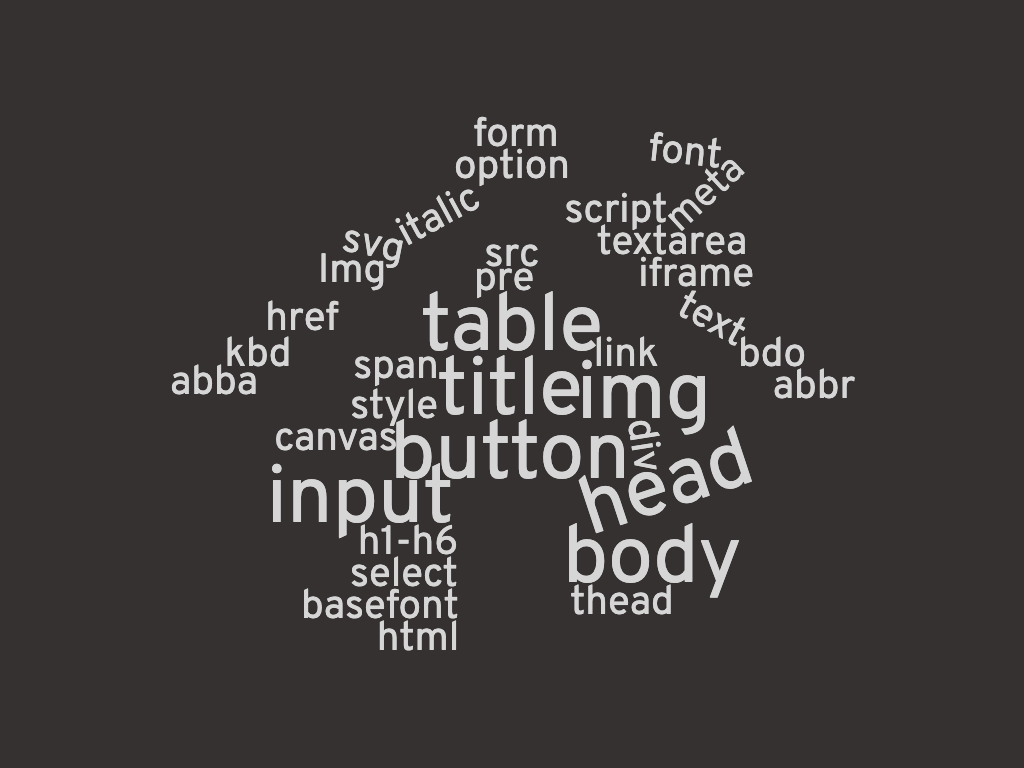 form
option
font
meta
italic
script
svg
textarea
Img
src
iframe
pre
href
table
text
kbd
span
link
bdo
abba
style
title
img
abbr
canvas
button
div
head
input
h1-h6
body
select
thead
basefont
html